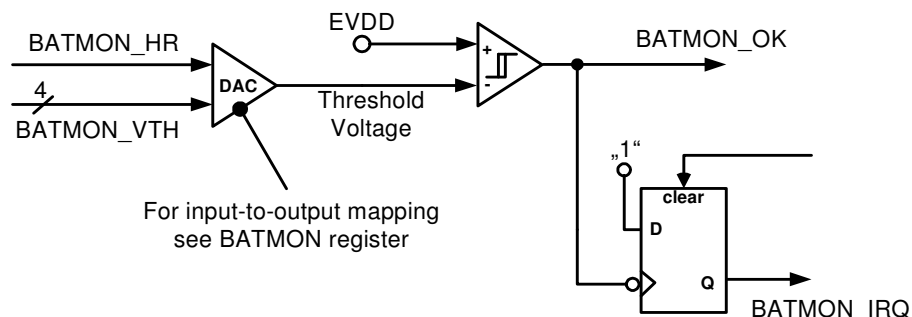 EVDD
BATMON_HR
BATMON_OK
+
DAC
-
4
Threshold
Voltage
BATMON_VTH
„1“
clear
For input-to-output mapping
see BATMON register
D
Q
BATMON_IRQ